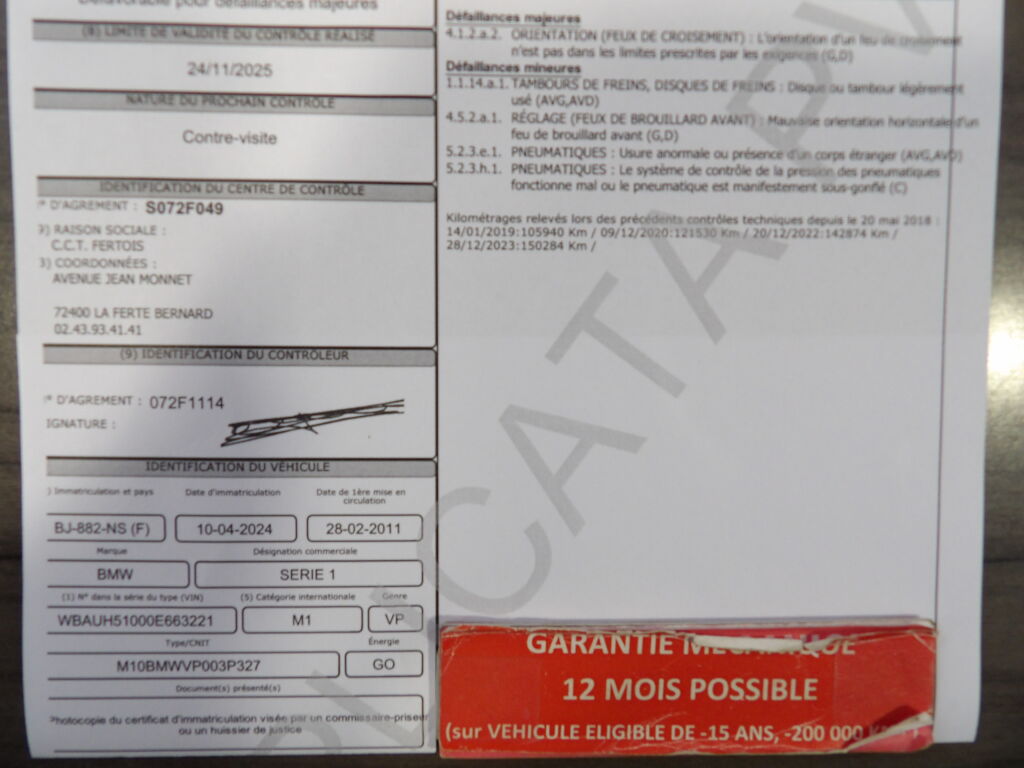 Défavorable pour défaillances majeures
(8) LIMITE DE VALIDITÉ DU CONTRÔLE RÉALISÉ
24/11/2025
NATURE DU PROCHAIN CONTRÔLE
Contre-visite
IDENTIFICATION DU CENTRE DE CONTRÔLE
D'AGRÉMENT : S072F049
RAISON SOCIALE :
C.C.T. FERTOIS
3) COORDONNÉES :
AVENUE JEAN MONNET
72400 LA FERTE BERNARD
02.43.93.41.41
(9) IDENTIFICATION DU CONTRÔLEUR
D'AGRÉMENT : 072F1114
IGNATURE :
IDENTIFICATION DU VÉHICULE
) Immatriculation et pays
Date d'immatriculation
Date de 1ère mise en
circulation
BJ-882-NS (F)
10-04-2024
28-02-2011
Marque
Désignation commerciale
BMW
SERIE 1
(1) N° dans la série du type (VIN)
(5) Catégorie internationale
Genre
WBAUH51000E663221
M1
VP
Type/CNIT
Énergie
M10BMWVP003P327
GO
Document(s) présenté(s)
Photocopie du certificat d'immatriculation visée par un commissaire-priseur
ou un huissier de justice
Défaillances majeures
4.1.2.a.2. ORIENTATION (FEUX DE CROISEMENT) : L'orientation d'un feu de croisement
n'est pas dans les limites prescrites par les exigences (G,D)
Défaillances mineures
1.1.14.a.1. TAMBOURS DE FREINS, DISQUES DE FREINS : Disque ou tambour légèrement
usé (AVG,AVD)
4.5.2.a.1. RÉGLAGE (FEUX DE BROUILLARD AVANT) : Mauvaise orientation horizontale d'un
feu de brouillard avant (G,D)
5.2.3.e.1. PNEUMATIQUES : Usure anormale ou présence d'un corps étranger (AVG,AVD)
5.2.3.h.1. PNEUMATIQUES : Le système de contrôle de la pression des pneumatiques
fonctionne mal ou le pneumatique est manifestement sous-gonflé (C)
Kilométrages relevés lors des précédents contrôles techniques depuis le 20 mai 2018 :
14/01/2019:105940 Km / 09/12/2020:121530 Km / 20/12/2022:142874 Km /
28/12/2023:150284 Km /
PLICATA PV
GARANTIE MECANIQUE
12 MOIS POSSIBLE
(sur VEHICULE ELIGIBLE DE -15 ANS, -200 000